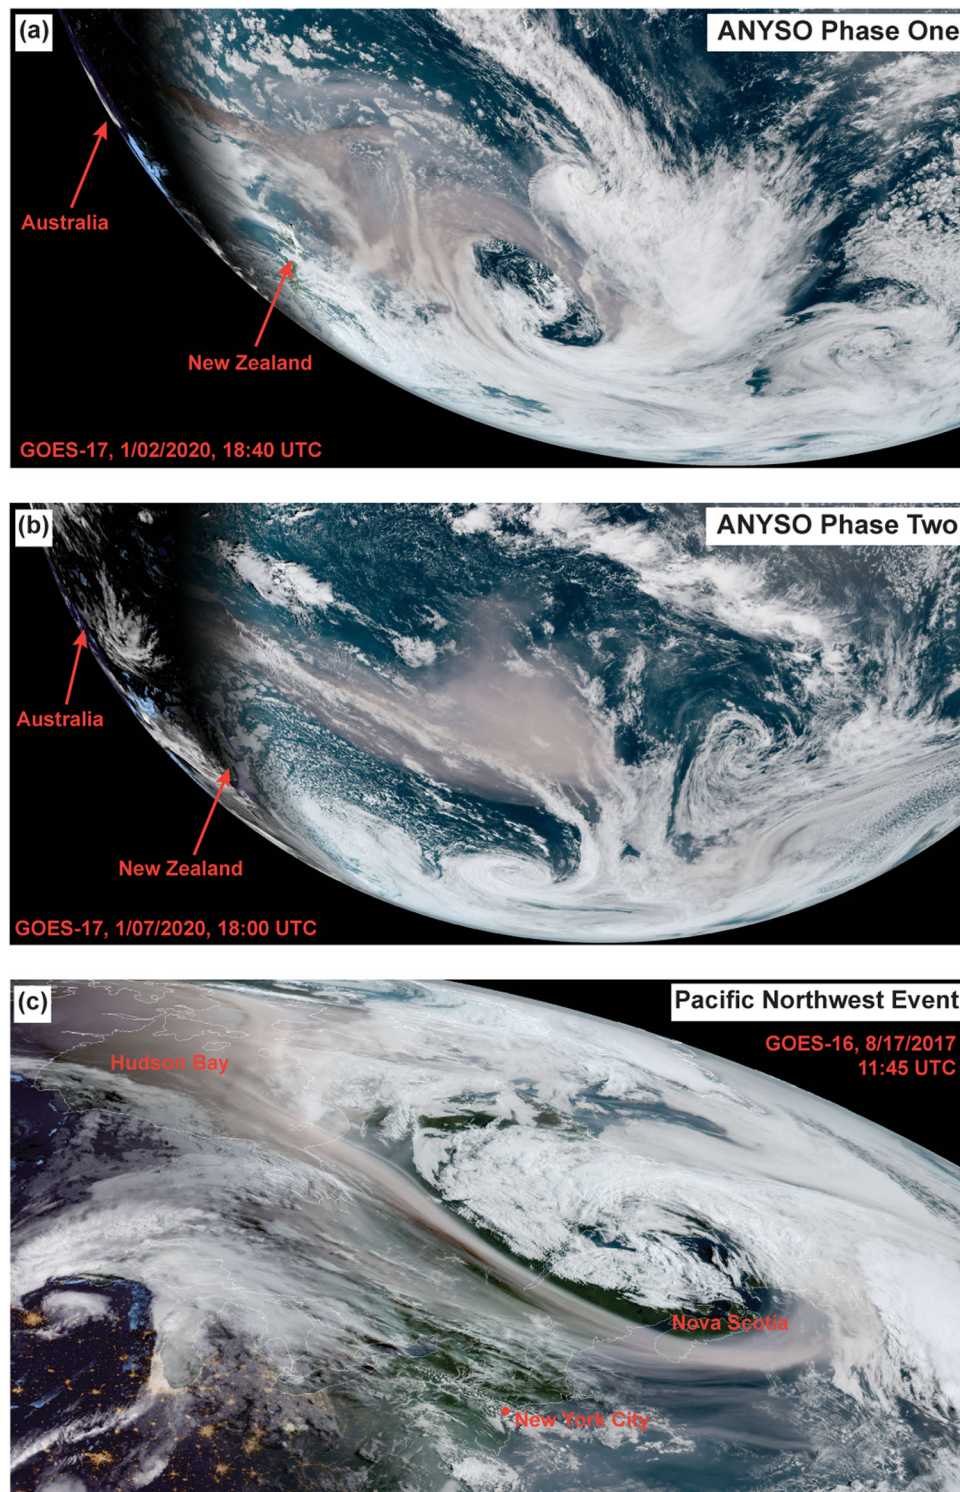 (a)
ANYSO Phase One
Australia
New Zealand
GOES-17, 1/02/2020, 18:40 UTC
(b)
ANYSO Phase Two
Australia
New Zealand
GOES-17, 1/07/2020, 18:00 UTC
(c)
Pacific Northwest Event
GOES-16, 8/17/2017
11:45 UTC
Hudson Bay
Nova Scotia
New York City